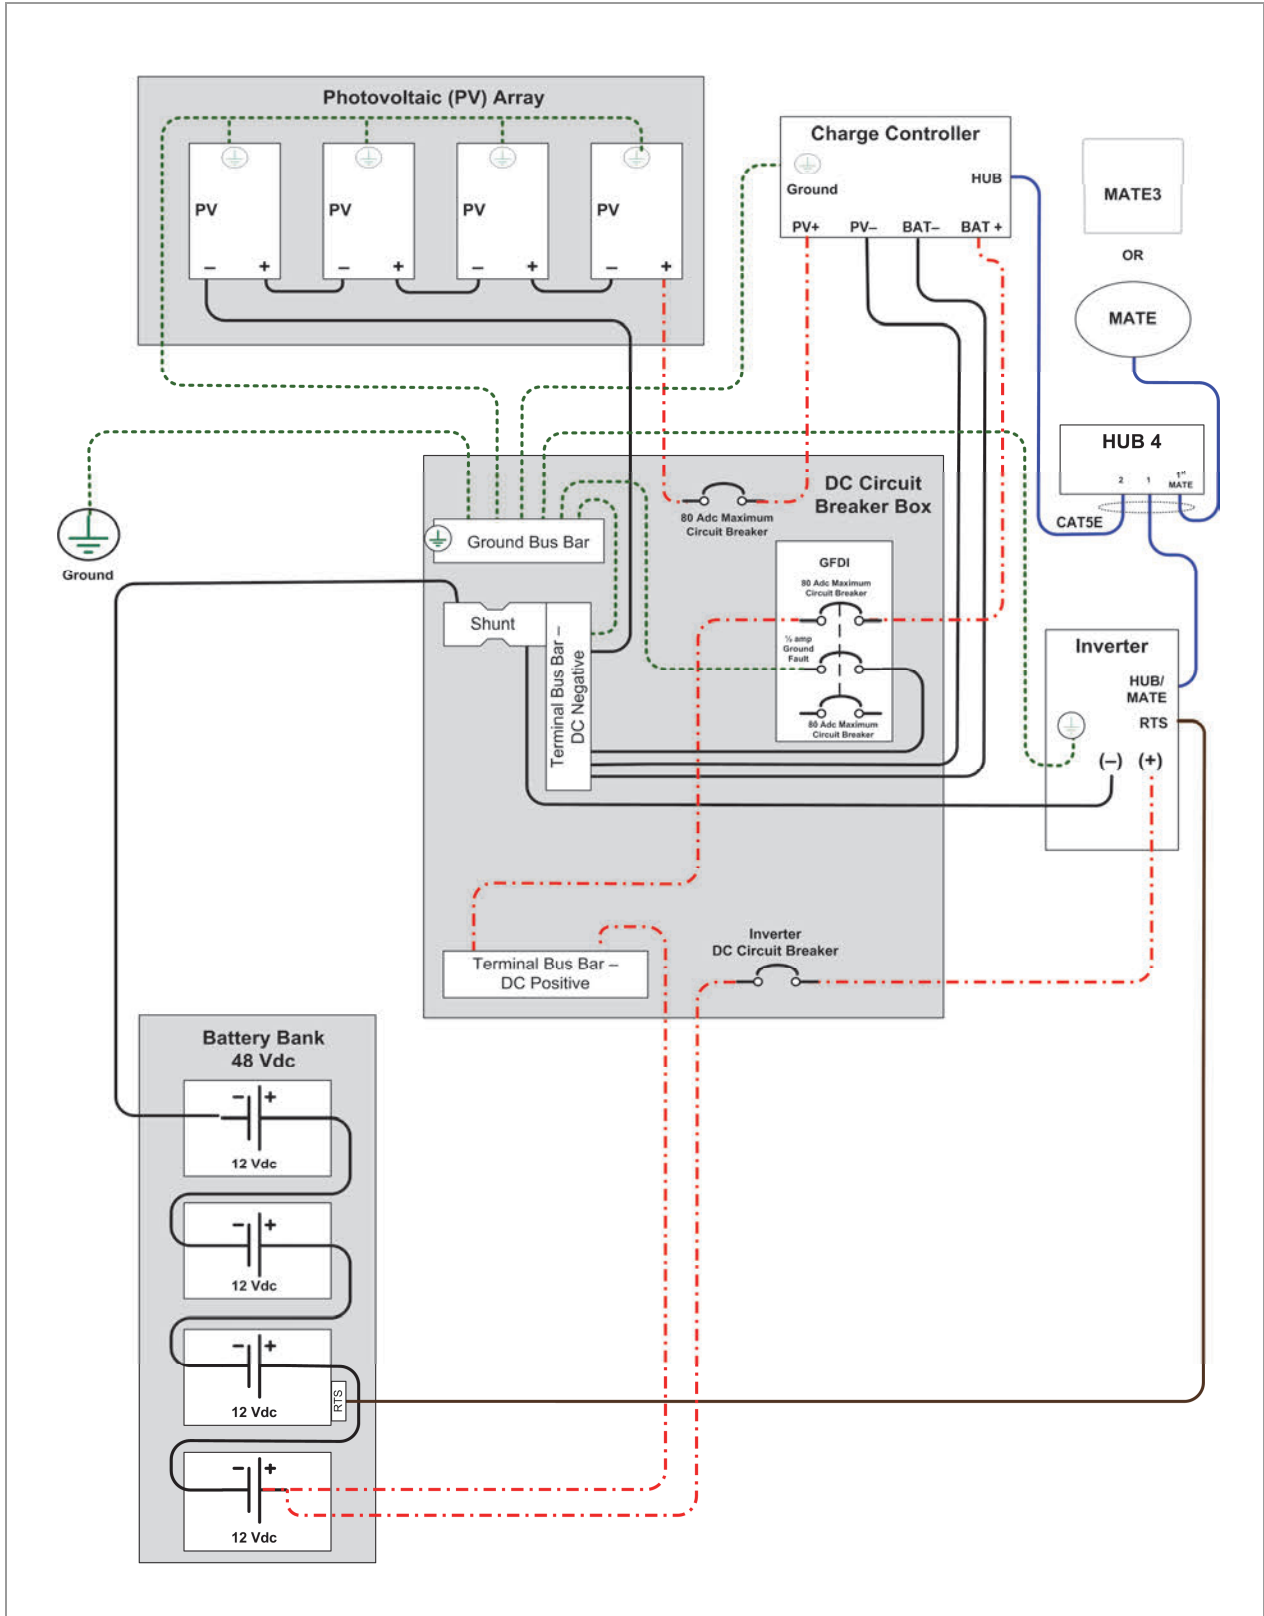 Photovoltaic (PV) Array
PV
PV
PV
PV
– +
– +
– +
– +
Charge Controller
Ground
HUB
PV+ PV– BAT– BAT +
MATE3
OR
MATE
HUB 4
2 1 1st
MATE
CAT5E
DC Circuit
Breaker Box
80 Adc Maximum
Circuit Breaker
Ground Bus Bar
Ground
Shunt
Terminal Bus Bar –
DC Negative
GFDI
80 Adc Maximum
Circuit Breaker
½ amp
Ground
Fault
80 Adc Maximum
Circuit Breaker
Inverter
HUB/
MATE
RTS
(–) (+)
Terminal Bus Bar –
DC Positive
Inverter
DC Circuit Breaker
Battery Bank
48 Vdc
– +
12 Vdc
– +
12 Vdc
– +
12 Vdc
RTS
– +
12 Vdc